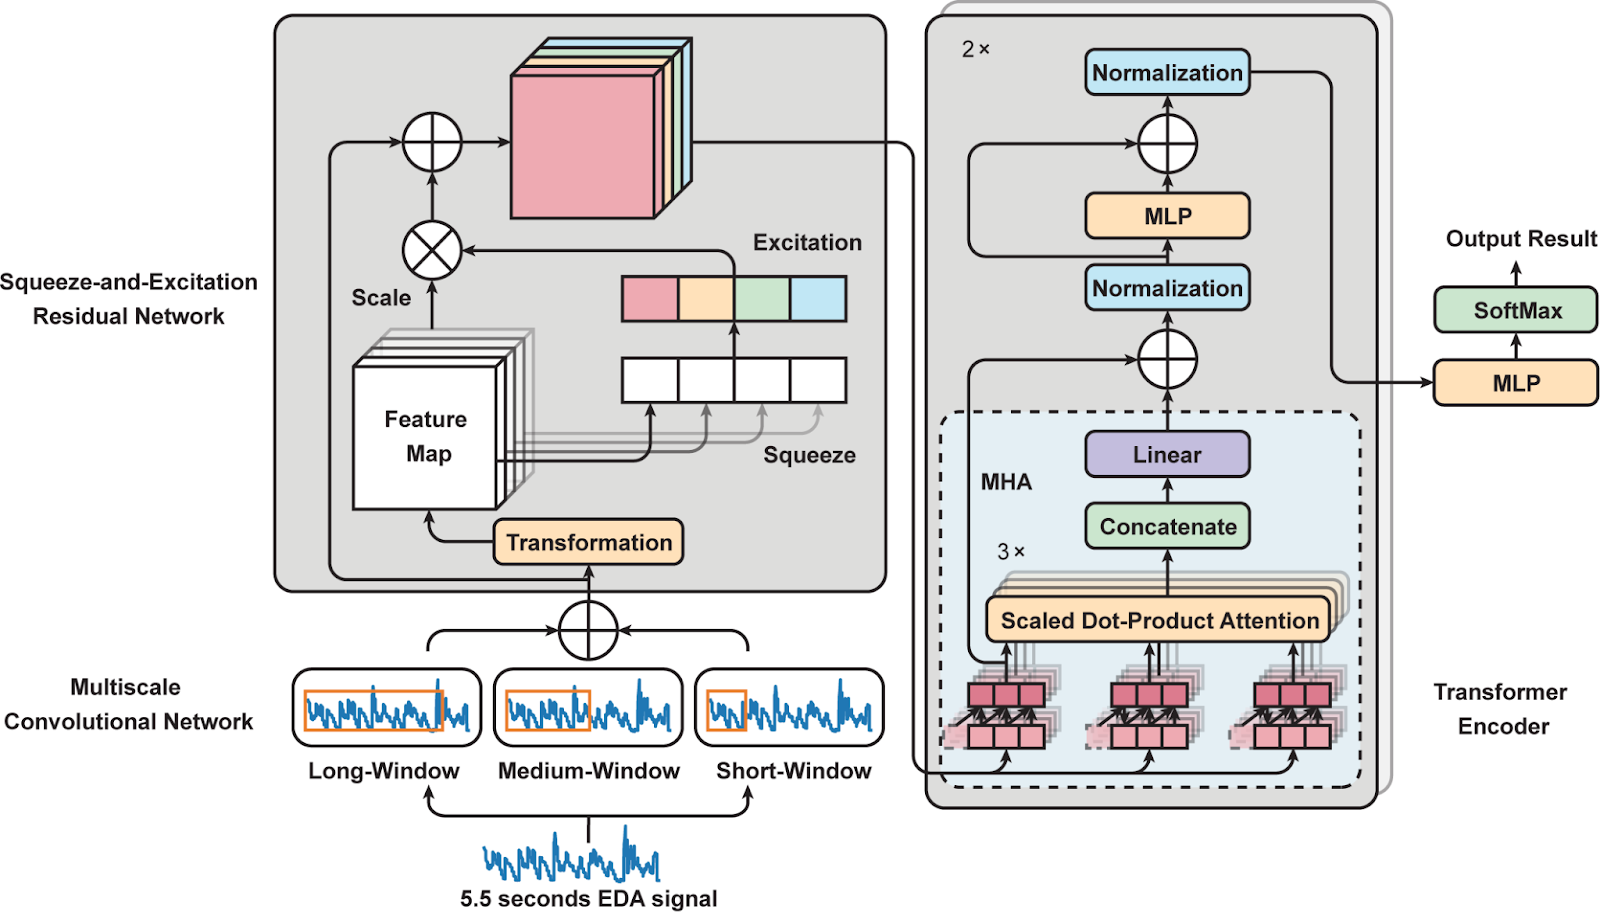 2×
Normalization
MLP
Normalization
Excitation
Output Result
Squeeze-and-Excitation
Residual Network
Scale
SoftMax
MLP
Feature
Map
Squeeze
Linear
MHA
Concatenate
3×
Transformation
Scaled Dot-Product Attention
Multiscale
Convolutional Network
Transformer
Encoder
Long-Window
Medium-Window
Short-Window
5.5 seconds EDA signal